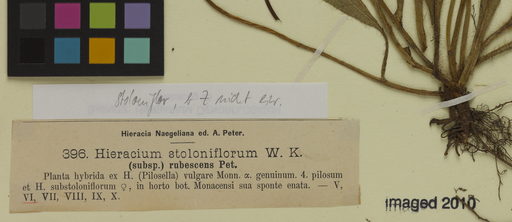 Hieracia Naegeliana ed. A. Peter.
396. Hieracium stoloniflorum W. K.
(subsp.) rubescens Pet.
Planta hybrida ex H. (Pilosella) vulgare Monn. α. genuinum. 4. pilosum
et H. substoloniflorum ♀, in horto bot. Monacensi sua sponte enata. — V,
VI, VII, VIII, IX, X.
imaged 2010